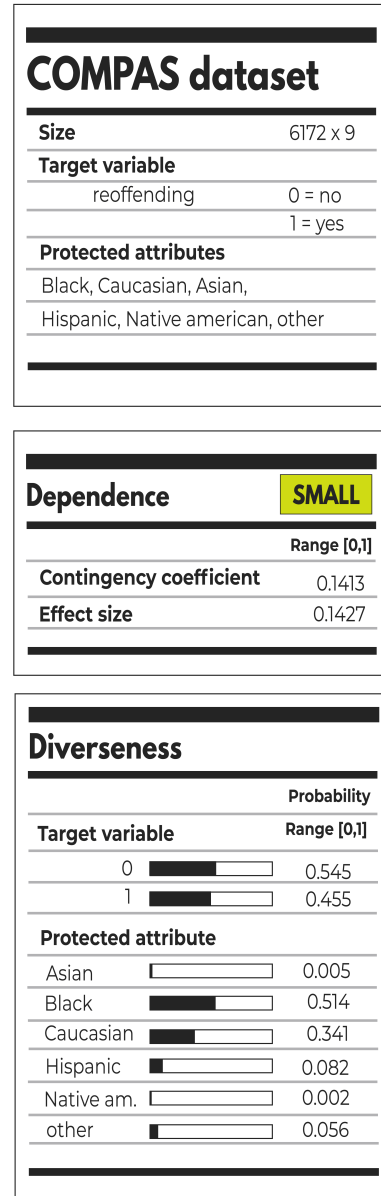 COMPAS dataset
Size 6172 x 9
Target variable
reoffending 0 = no
1 = yes
Protected attributes
Black, Caucasian, Asian,
Hispanic, Native american, other
Dependence SMALL
Range [0,1]
Contingency coefficient 0.1413
Effect size 0.1427
Diverseness
Probability
Target variable Range [0,1]
0 0.545
1 0.455
Protected attribute
Asian 0.005
Black 0.514
Caucasian 0.341
Hispanic 0.082
Native am. 0.002
other 0.056